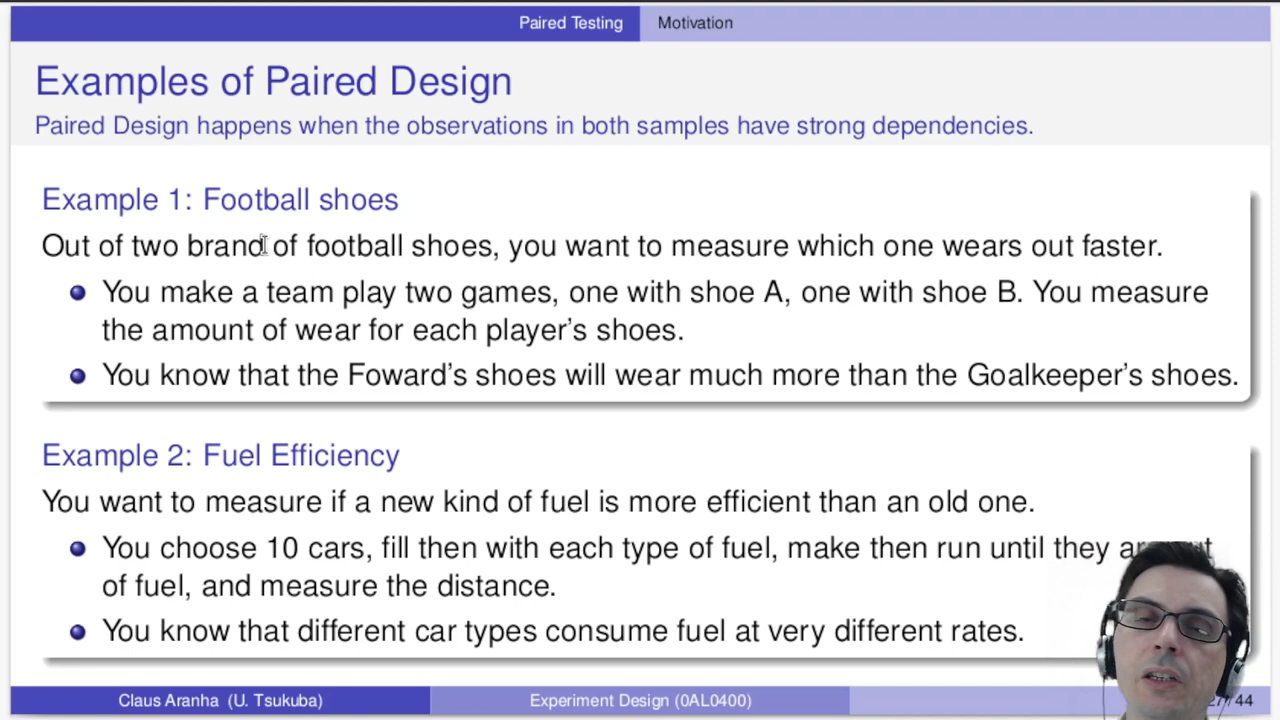 Paired Testing Motivation
Examples of Paired Design
Paired Design happens when the observations in both samples have strong dependencies.
Example 1: Football shoes
Out of two brand of football shoes, you want to measure which one wears out faster.
You make a team play two games, one with shoe A, one with shoe B. You measure
the amount of wear for each player's shoes.
You know that the Foward's shoes will wear much more than the Goalkeeper's shoes.
Example 2: Fuel Efficiency
You want to measure if a new kind of fuel is more efficient than an old one.
You choose 10 cars, fill then with each type of fuel, make then run until they
of fuel, and measure the distance.
You know that different car types consume fuel at very different rates.
Claus Aranha (U. Tsukuba) Experiment Design (0AL0400) 44